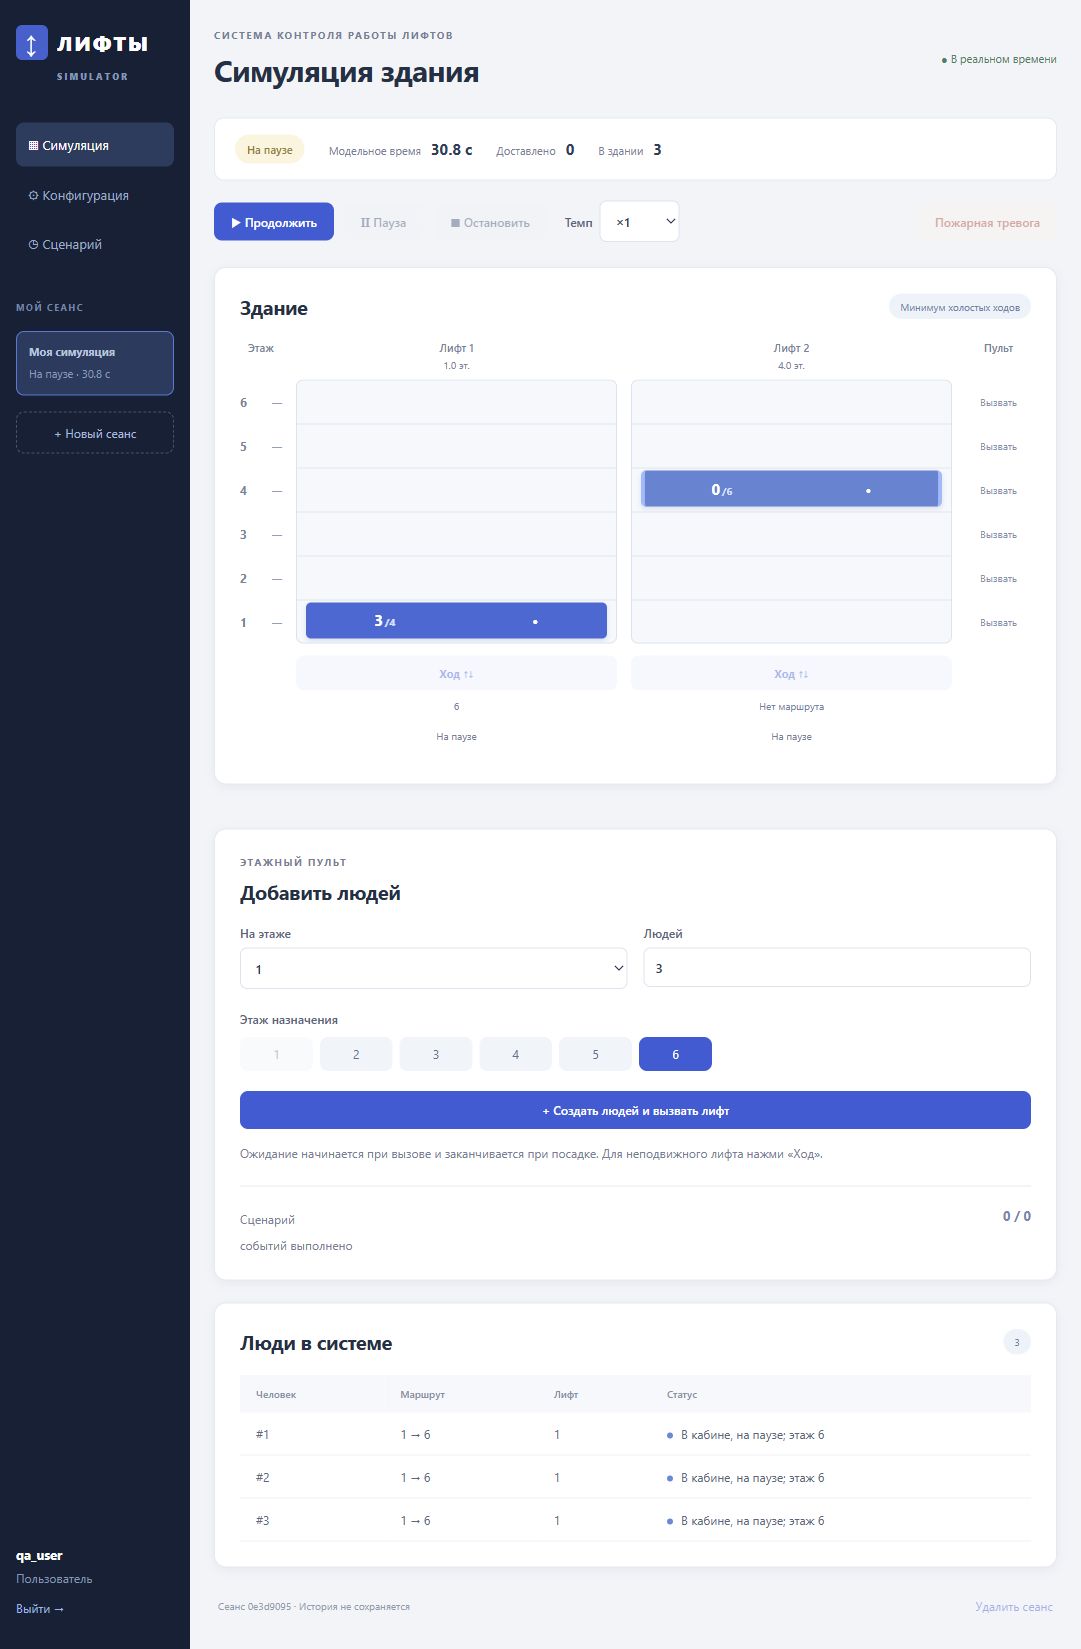 ЛИФТЫ
SIMULATOR
▦ Симуляция
⚙ Конфигурация
◷ Сценарий
МОЙ СЕАНС
Моя симуляция
На паузе · 30.8 с
+ Новый сеанс
qa_user
Пользователь
Выйти →
СИСТЕМА КОНТРОЛЯ РАБОТЫ ЛИФТОВ
Симуляция здания
● В реальном времени
На паузе Модельное время 30.8 с Доставлено 0 В здании 3
▶ Продолжить II Пауза ■ Остановить Темп ×1 Пожарная тревога
Здание Минимум холостых ходов
Этаж Лифт 1 Лифт 2 Пульт
1.0 эт. 4.0 эт.
6 — Вызвать
5 — Вызвать
4 — 0/6 • Вызвать
3 — Вызвать
2 — Вызвать
1 — 3/4 • Вызвать
Ход ↑↓ Ход ↑↓
6 Нет маршрута
На паузе На паузе
ЭТАЖНЫЙ ПУЛЬТ
Добавить людей
На этаже Людей
1 3
Этаж назначения
1 2 3 4 5 6
+ Создать людей и вызвать лифт
Ожидание начинается при вызове и заканчивается при посадке. Для неподвижного лифта нажми «Ход».
Сценарий 0 / 0
событий выполнено
Люди в системе 3
Человек Маршрут Лифт Статус
#1 1 → 6 1 ● В кабине, на паузе; этаж 6
#2 1 → 6 1 ● В кабине, на паузе; этаж 6
#3 1 → 6 1 ● В кабине, на паузе; этаж 6
Сеанс 0e3d9095 · История не сохраняется Удалить сеанс